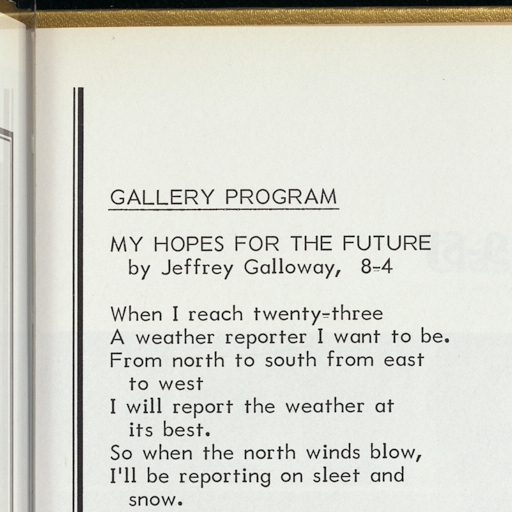 GALLERY PROGRAM
MY HOPES FOR THE FUTURE
by Jeffrey Galloway, 8-4
When I reach twenty-three
A weather reporter I want to be.
From north to south from east
to west
I will report the weather at
its best.
So when the north winds blow,
I'll be reporting on sleet and
snow.